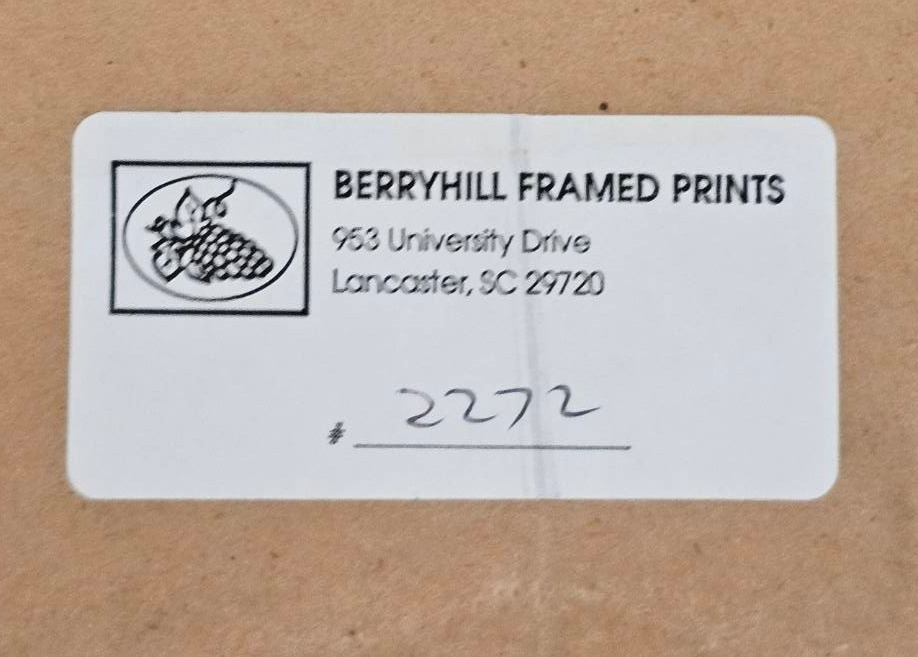 BERRYHILL FRAMED PRINTS
953 University Drive
Lancaster, SC 29720
# 2272